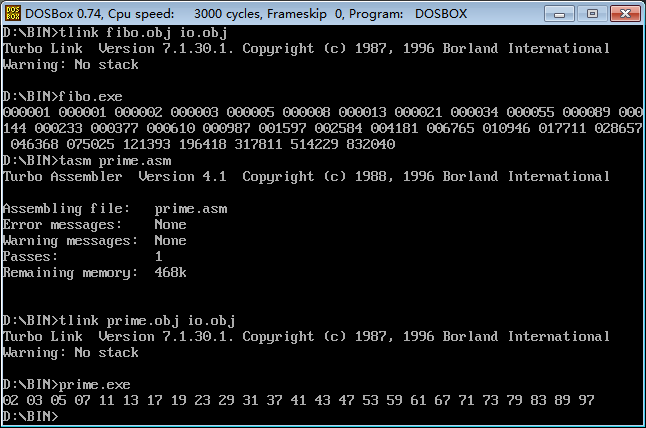 DOSBox 0.74, Cpu speed:    3000 cycles, Frameskip  0, Program:   DOSBOX
D:\BIN>tlink fibo.obj io.obj
Turbo Link  Version 7.1.30.1. Copyright (c) 1987, 1996 Borland International
Warning: No stack
D:\BIN>fibo.exe
000001 000001 000002 000003 000005 000008 000013 000021 000034 000055 000089 000
144 000233 000377 000610 000987 001597 002584 004181 006765 010946 017711 028657
 046368 075025 121393 196418 317811 514229 832040
D:\BIN>tasm prime.asm
Turbo Assembler  Version 4.1  Copyright (c) 1988, 1996 Borland International
Assembling file:   prime.asm
Error messages:    None
Warning messages:  None
Passes:            1
Remaining memory:  468k
D:\BIN>tlink prime.obj io.obj
Turbo Link  Version 7.1.30.1. Copyright (c) 1987, 1996 Borland International
Warning: No stack
D:\BIN>prime.exe
02 03 05 07 11 13 17 19 23 29 31 37 41 43 47 53 59 61 67 71 73 79 83 89 97
D:\BIN>